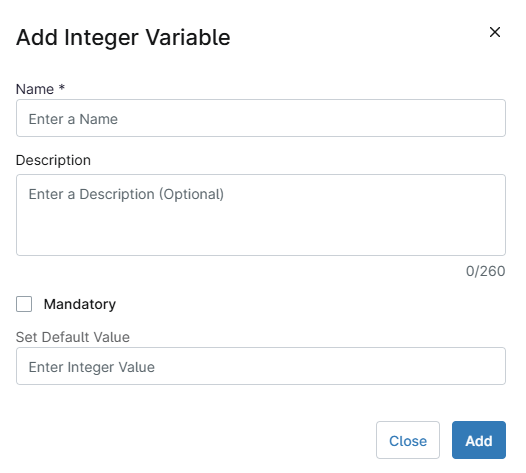 Add Integer Variable
Name *
Enter a Name
Description
Enter a Description (Optional)
0/260
Mandatory
Set Default Value
Enter Integer Value
Close Add